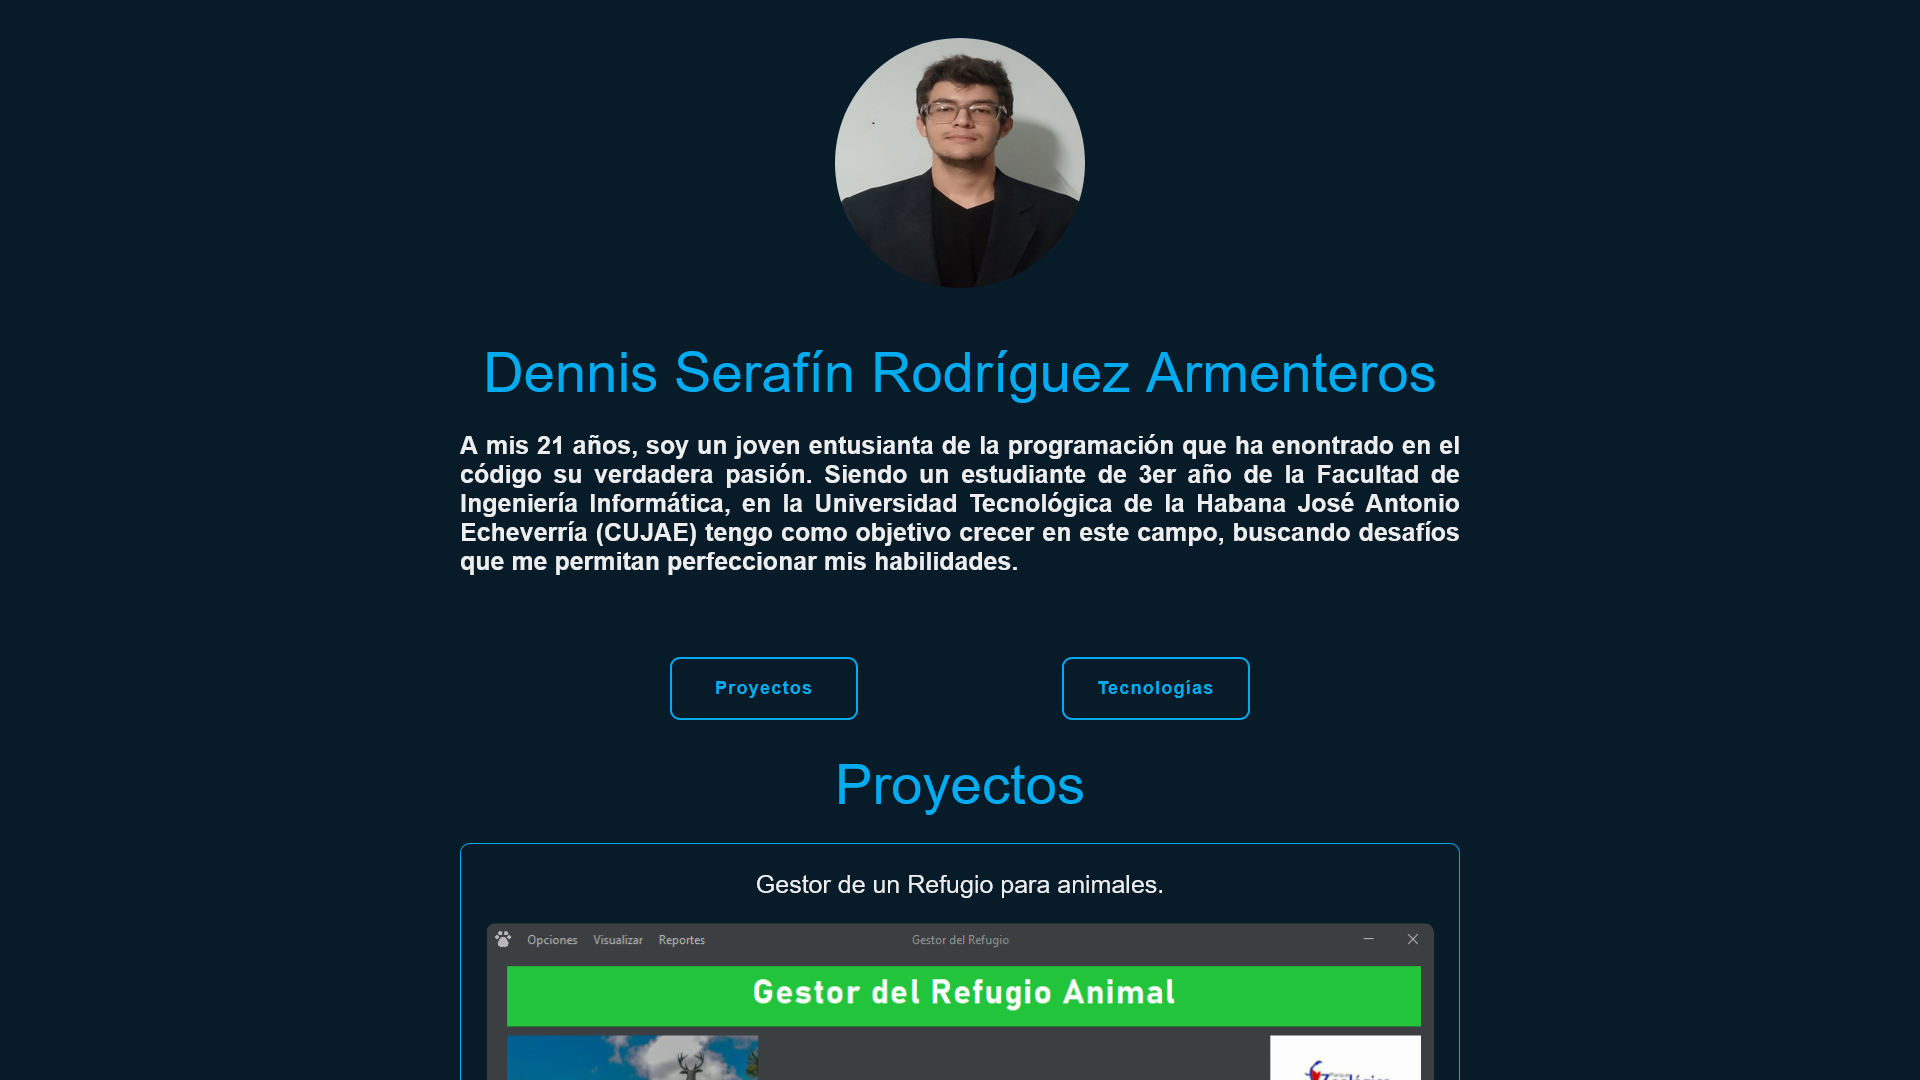 Dennis Serafín Rodríguez Armenteros
A mis 21 años, soy un joven entusianta de la programación que ha enontrado en el
código su verdadera pasión. Siendo un estudiante de 3er año de la Facultad de
Ingeniería Informática, en la Universidad Tecnológica de la Habana José Antonio
Echeverría (CUJAE) tengo como objetivo crecer en este campo, buscando desafíos
que me permitan perfeccionar mis habilidades.
Proyectos Tecnologías
Proyectos
Gestor de un Refugio para animales.
Opciones Visualizar Reportes Gestor del Refugio
Gestor del Refugio Animal